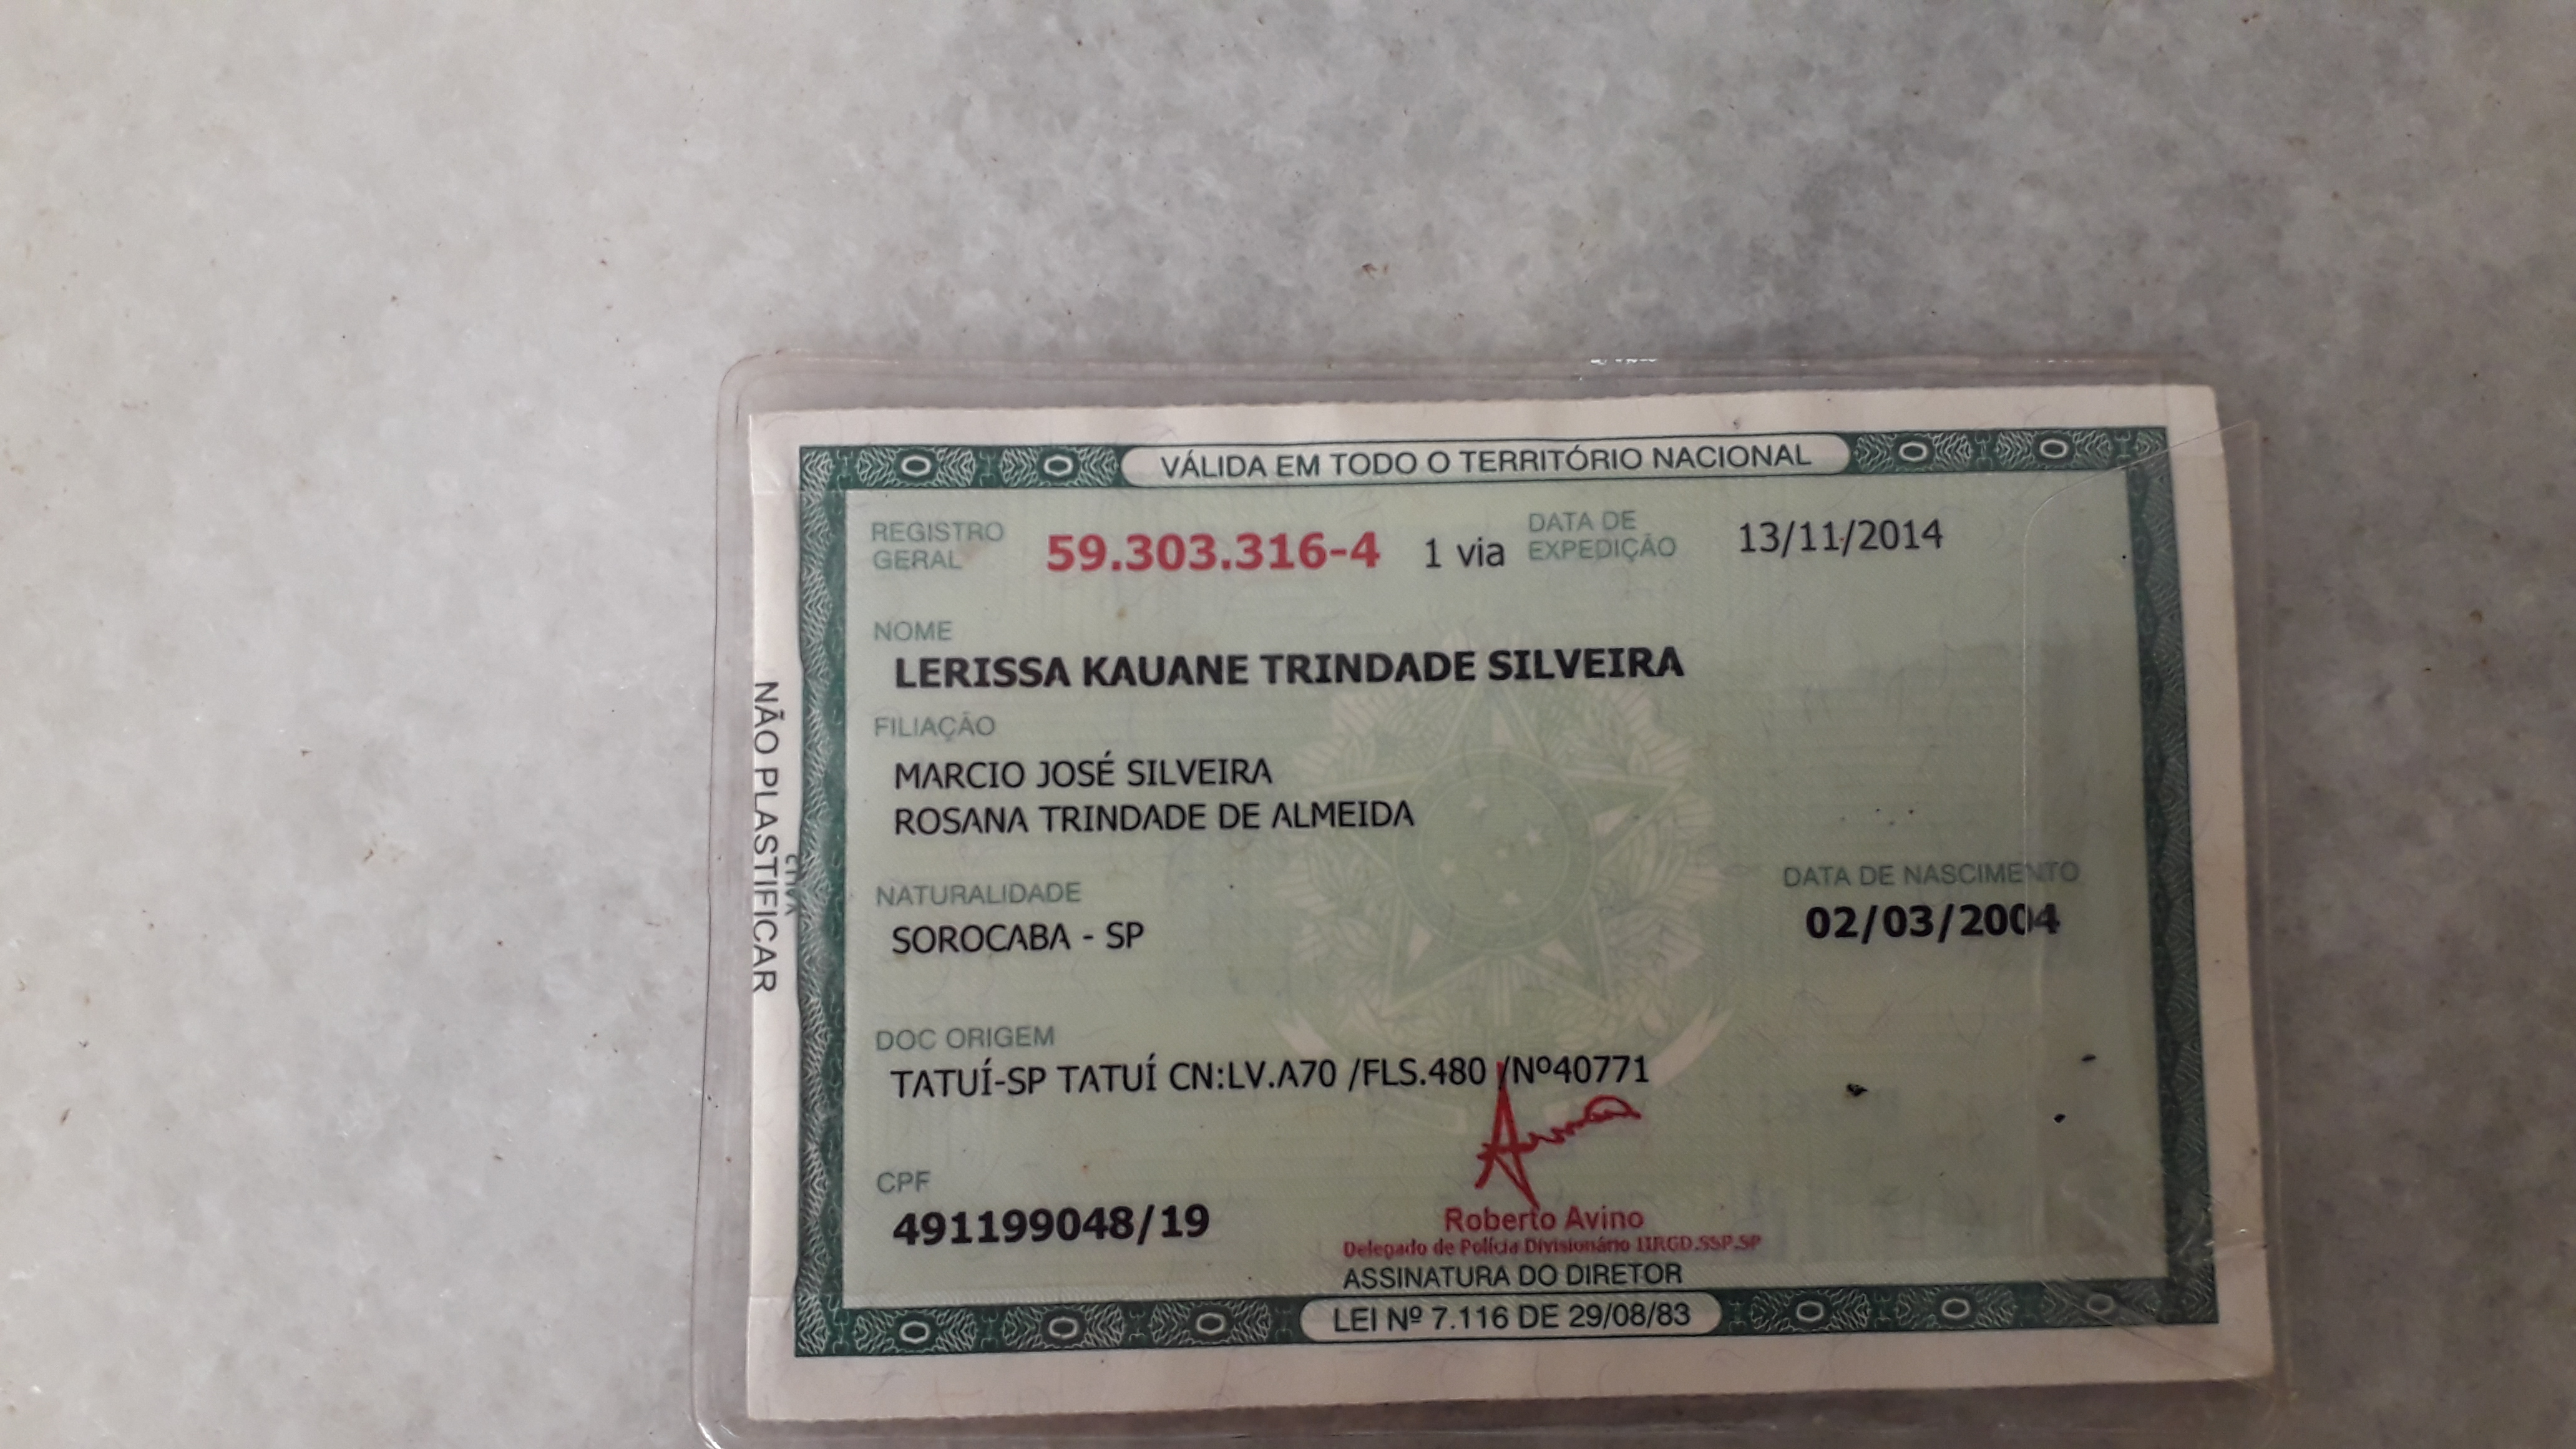 NÃO PLASTIFICAR
VÁLIDA EM TODO O TERRITÓRIO NACIONAL
REGISTRO GERAL 59.303.316-4 1 via DATA DE EXPEDIÇÃO 13/11/2014
NOME
LERISSA KAUANE TRINDADE SILVEIRA
FILIAÇÃO
MARCIO JOSÉ SILVEIRA
ROSANA TRINDADE DE ALMEIDA
NATURALIDADE DATA DE NASCIMENTO
SOROCABA - SP 02/03/2004
DOC ORIGEM
TATUÍ-SP TATUÍ CN:LV.A70 /FLS.480 /Nº40771
CPF
491199048/19
Roberto Avino
Delegado de Polícia Divisionário IIRGD.SSP.SP
ASSINATURA DO DIRETOR
LEI Nº 7.116 DE 29/08/83